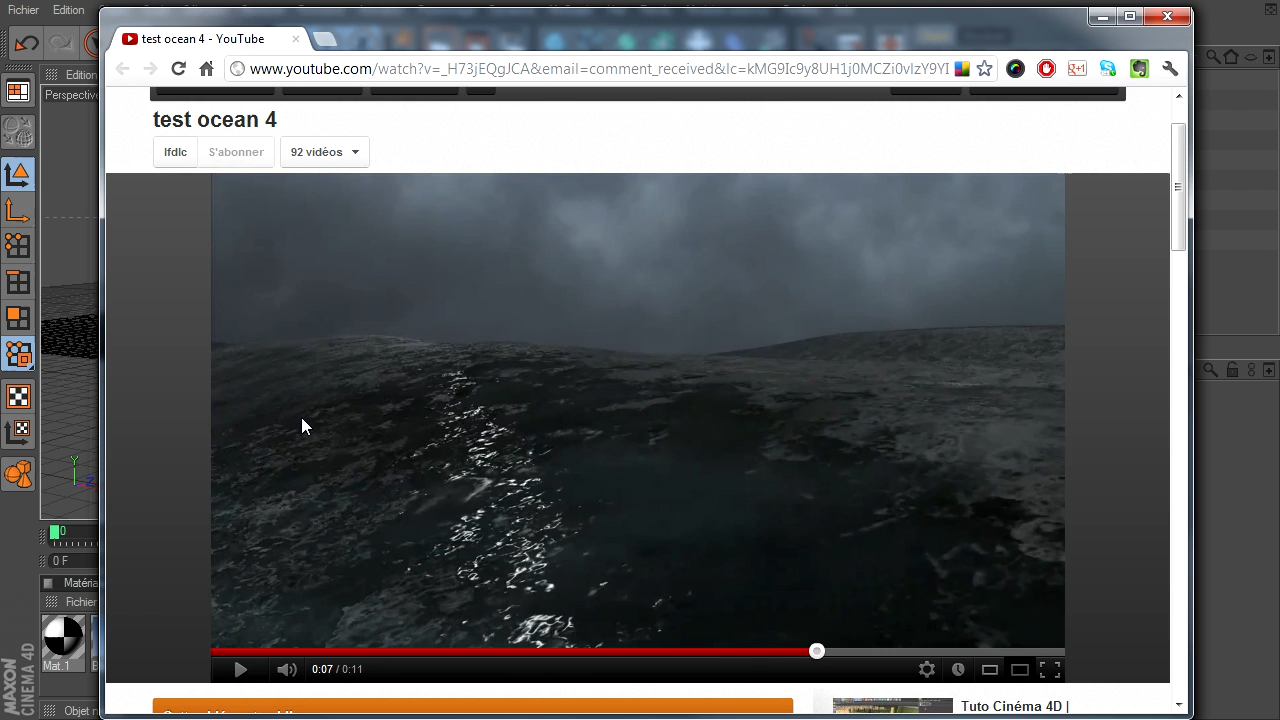 Fichier Edition
test ocean 4 - YouTube
www.youtube.com/watch?v=_H73jEQgJCA&email=comment_received&lc=kMG9Ic9y8UH1j0MCZi0vlzY9YI
Edition
Perspective
test ocean 4
lfdlc S'abonner 92 vidéos
0
0 F
0:07 / 0:11
Matéria
Fichier
Mat.1
Objet
Tuto Cinéma 4D |
MAXON
CINEMA 4D